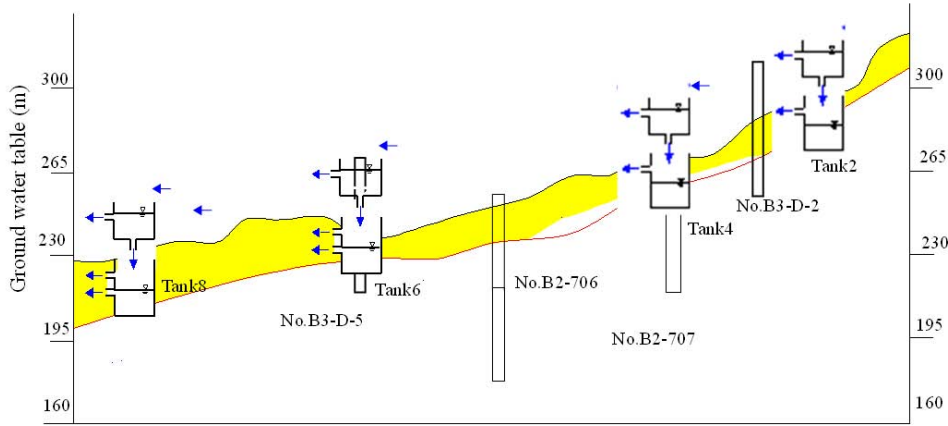 Ground water table (m)
300
265
230
195
160
300
265
230
195
160
Tank2
No.B3-D-2
Tank4
No.B2-706
Tank6
Tank8
No.B3-D-5
No.B2-707